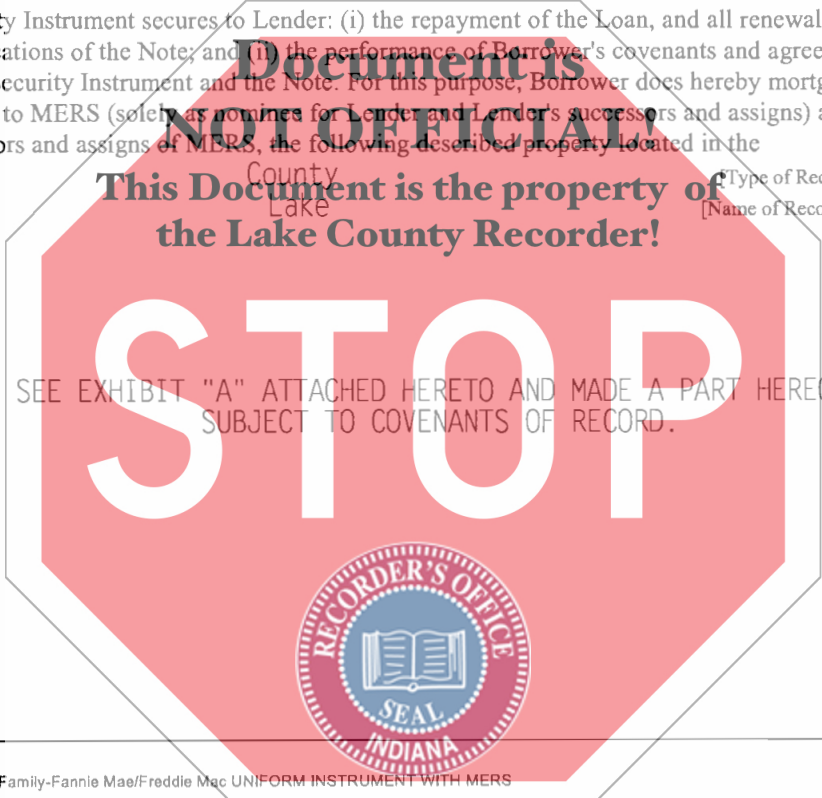 y Instrument secures to Lender: (i) the repayment of the Loan, and all renewal
ations of the Note; and (ii) the performance of Borrower's covenants and agree
ecurity Instrument and the Note. For this purpose, Borrower does hereby mortg
to MERS (solely as nominee for Lender and Lender's successors and assigns) a
ors and assigns of MERS, the following described property located in the
Document is
NOT OFFICIAL!
This Document is the property of
the Lake County Recorder!
County
[Type of Rec
Lake
[Name of Reco
STOP
SEE EXHIBIT "A" ATTACHED HERETO AND MADE A PART HEREO
SUBJECT TO COVENANTS OF RECORD.
RECORDER'S OFFICE
SEAL
INDIANA
Family-Fannie Mae/Freddie Mac UNIFORM INSTRUMENT WITH MERS